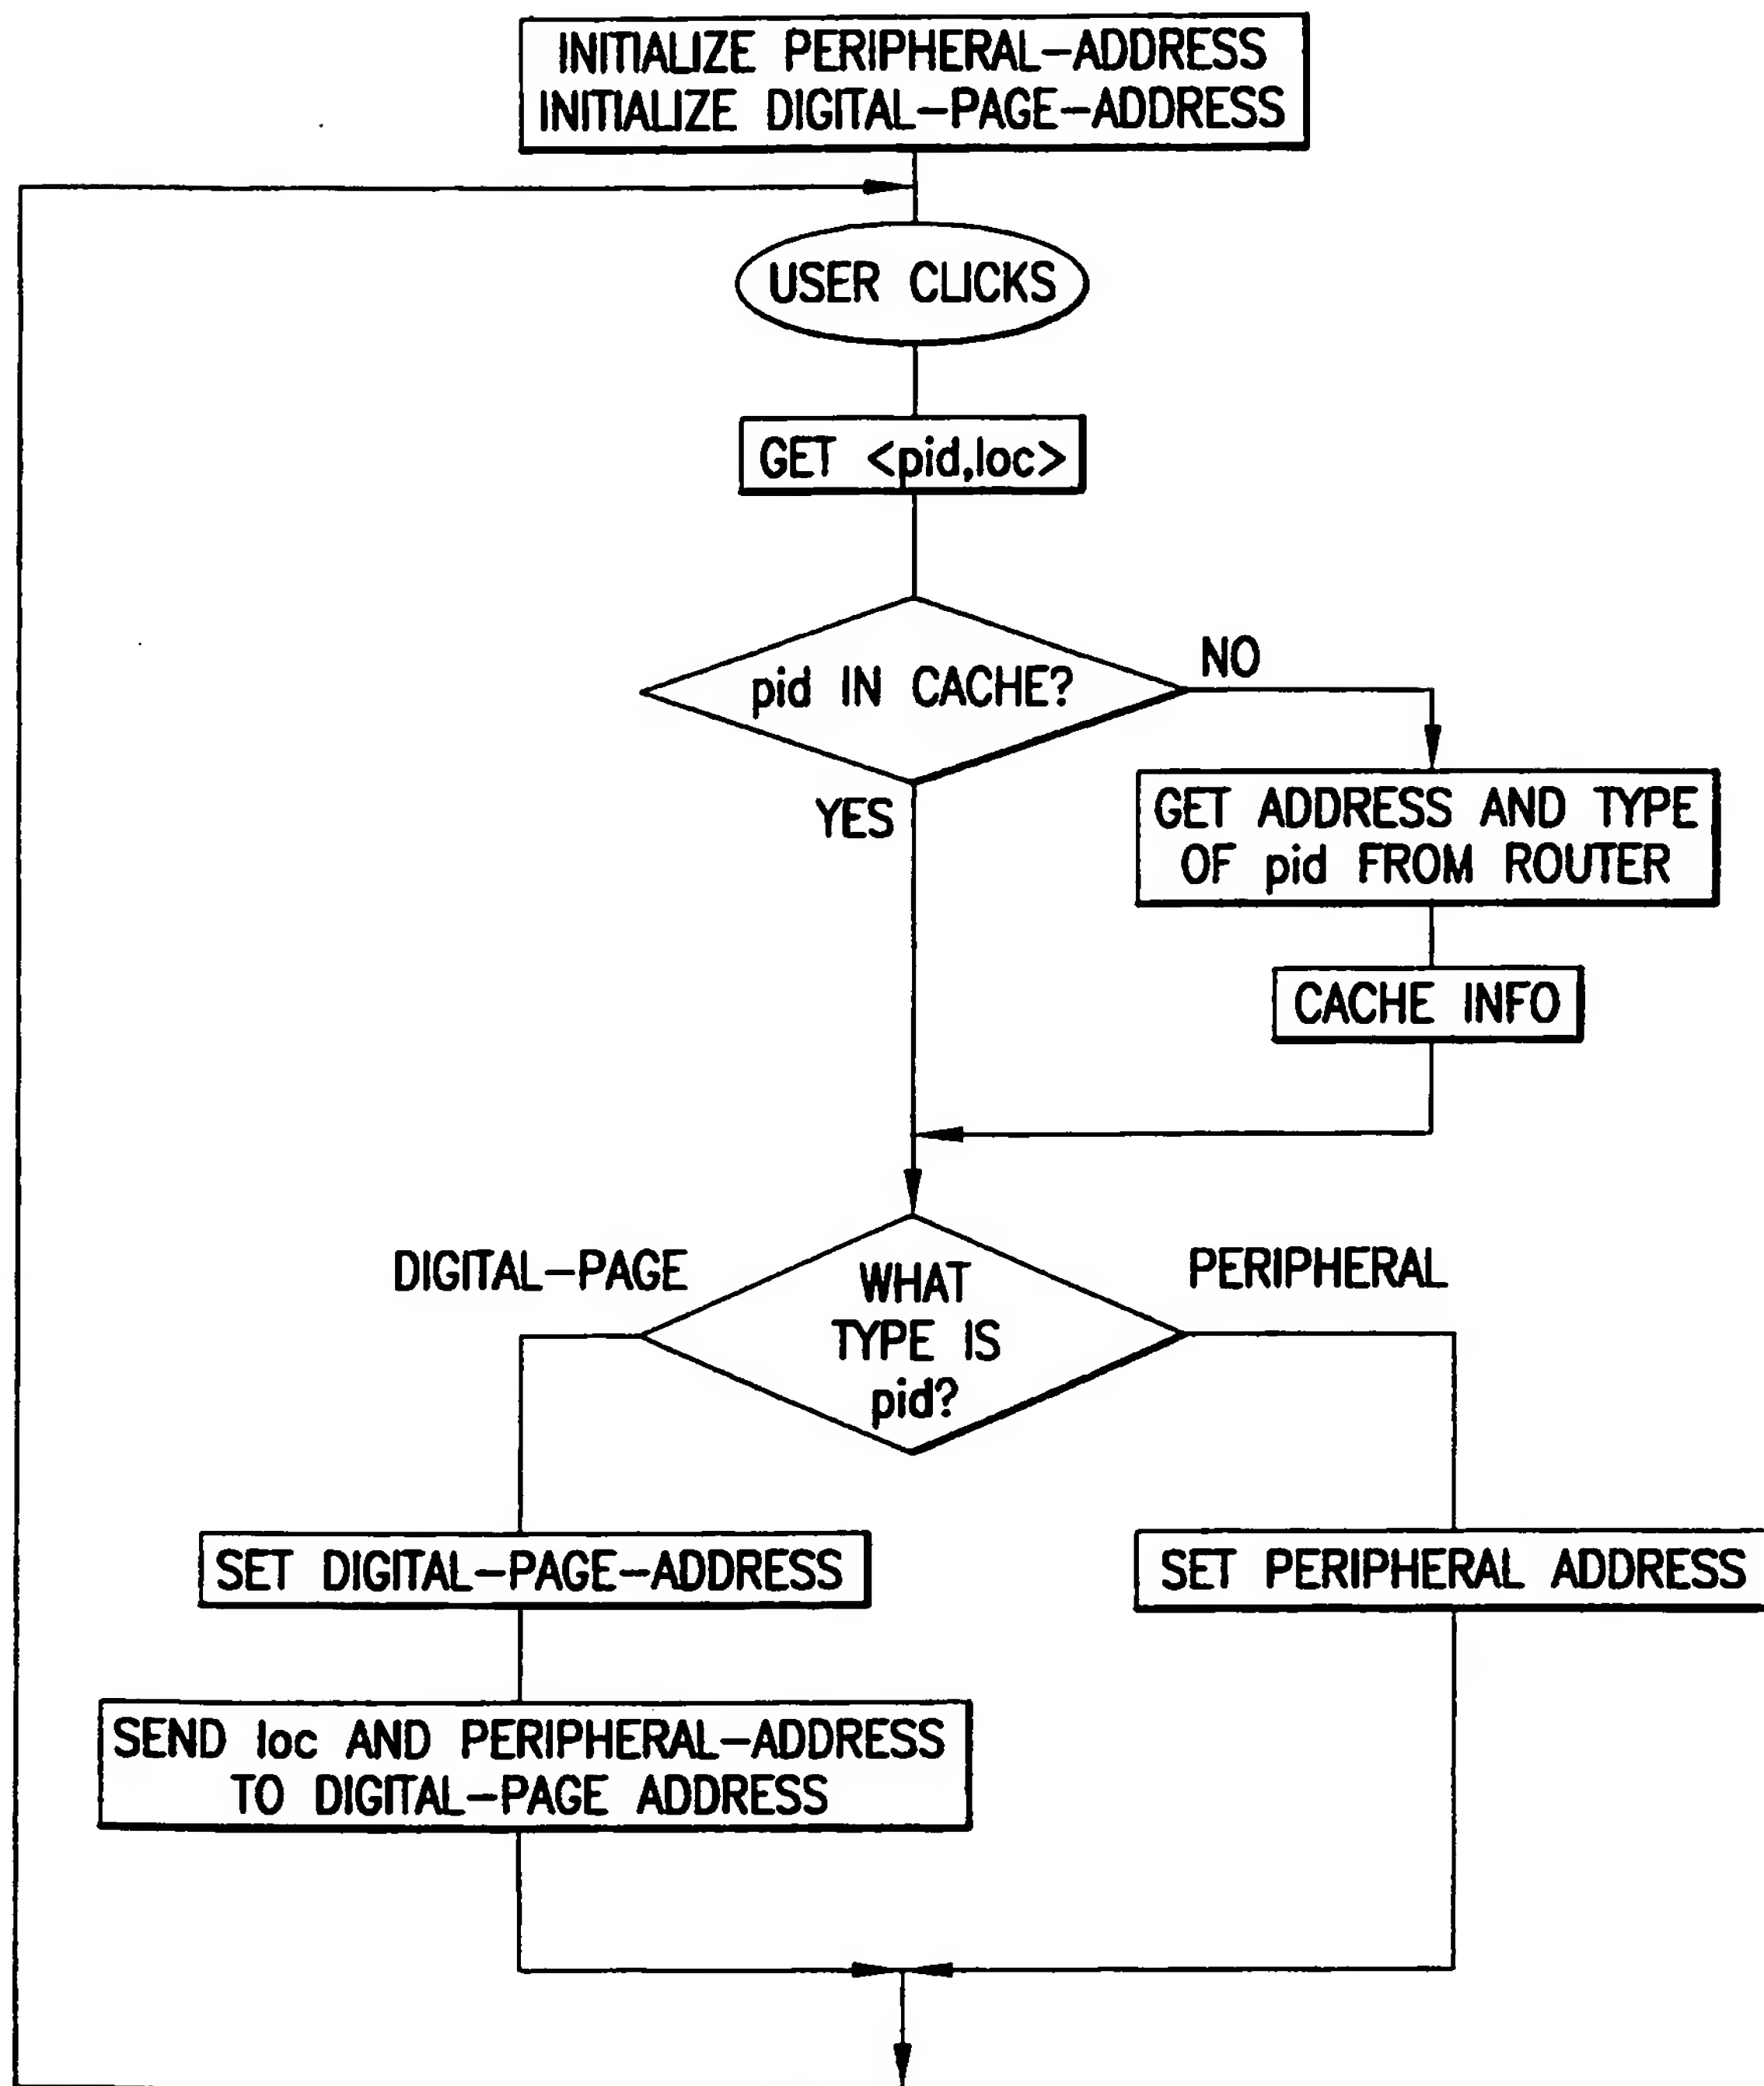 INITIALIZE PERIPHERAL-ADDRESS
INITIALIZE DIGITAL-PAGE-ADDRESS
USER CLICKS
GET <pid,loc>
pid IN CACHE?
NO
YES
GET ADDRESS AND TYPE
OF pid FROM ROUTER
CACHE INFO
DIGITAL-PAGE
PERIPHERAL
WHAT
TYPE IS
pid?
SET DIGITAL-PAGE-ADDRESS
SET PERIPHERAL ADDRESS
SEND loc AND PERIPHERAL-ADDRESS
TO DIGITAL-PAGE ADDRESS